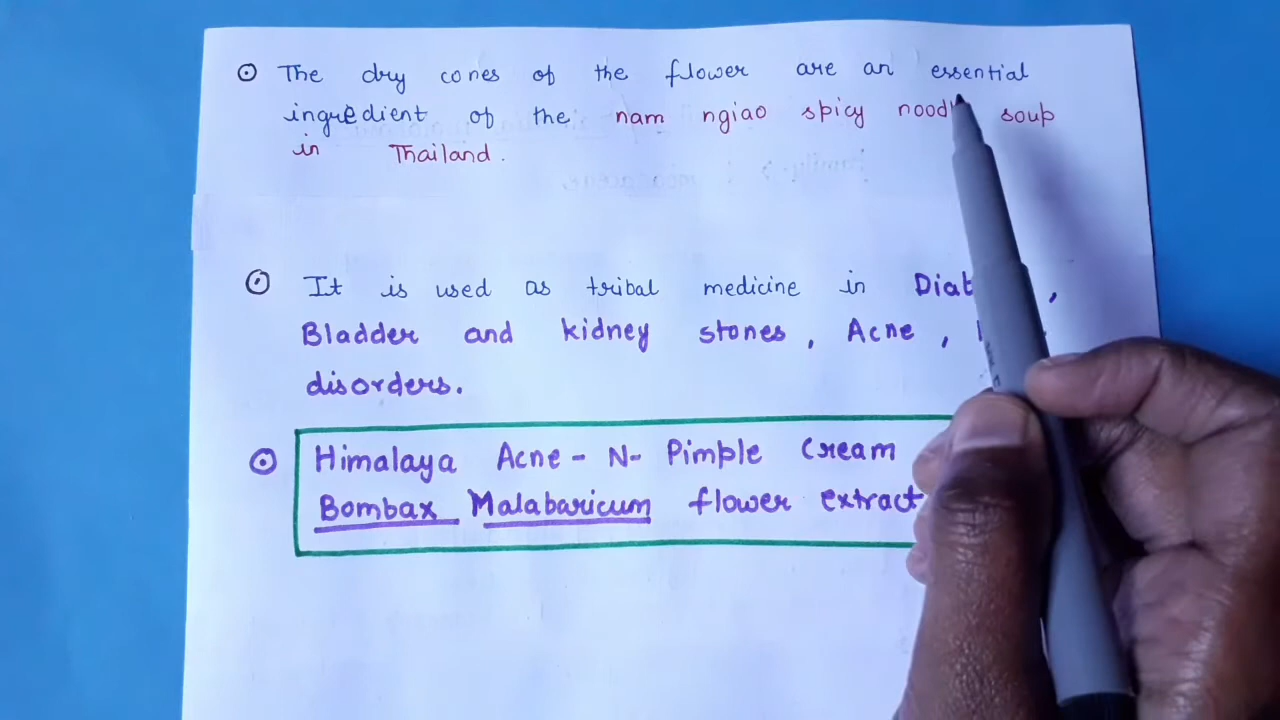 The dry cones of the flower are an essential
ingredient of the nam ngiao spicy soup
in Thailand.
It is used as tribal medicine in ,
Bladder and kidney stones, Acne,
disorders.
Himalaya Acne-N-Pimple Cream
Bombax Malabaricum flower extract